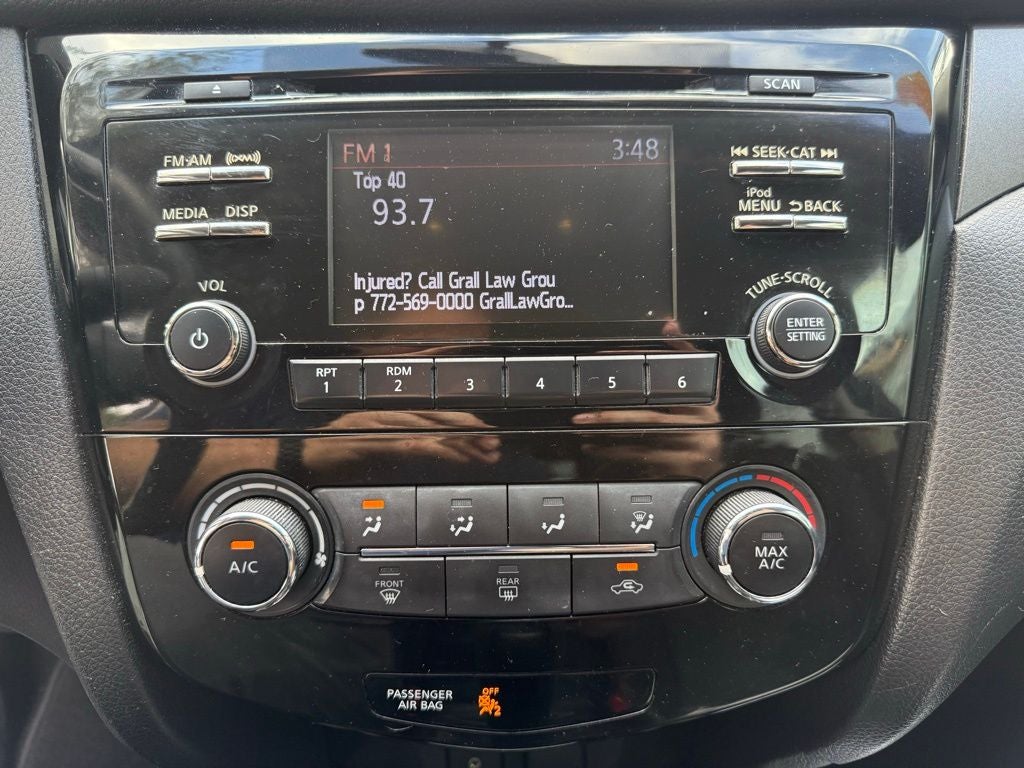 SCAN
FM·AM
MEDIA DISP
VOL
FM 1 3:48
Top 40
93.7
Injured? Call Grall Law Grou
p 772-569-0000 GrallLawGro...
SEEK·CAT
iPod
MENU BACK
TUNE·SCROLL
ENTER
SETTING
RPT
1
RDM
2
3
4
5
6
A/C
MAX
A/C
FRONT
REAR
PASSENGER
AIR BAG
OFF
2